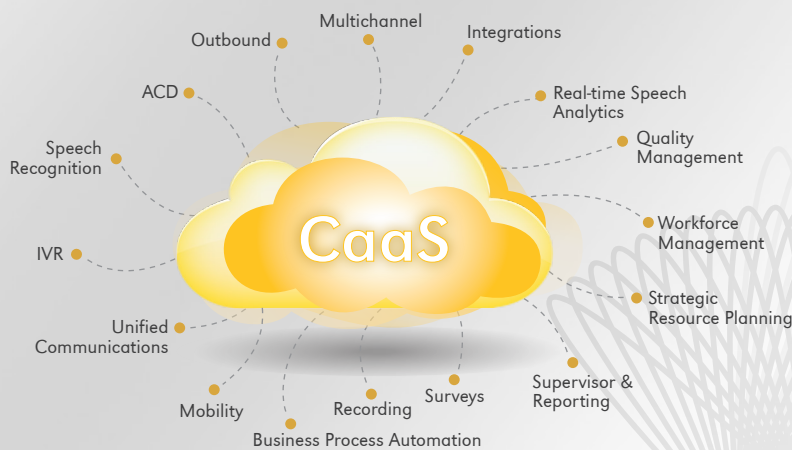 Multichannel
Outbound
Integrations
ACD
Real-time Speech
Analytics
Quality
Management
Speech
Recognition
CaaS
Workforce
Management
IVR
Strategic
Resource Planning
Unified
Communications
Supervisor &
Reporting
Mobility
Recording
Surveys
Business Process Automation